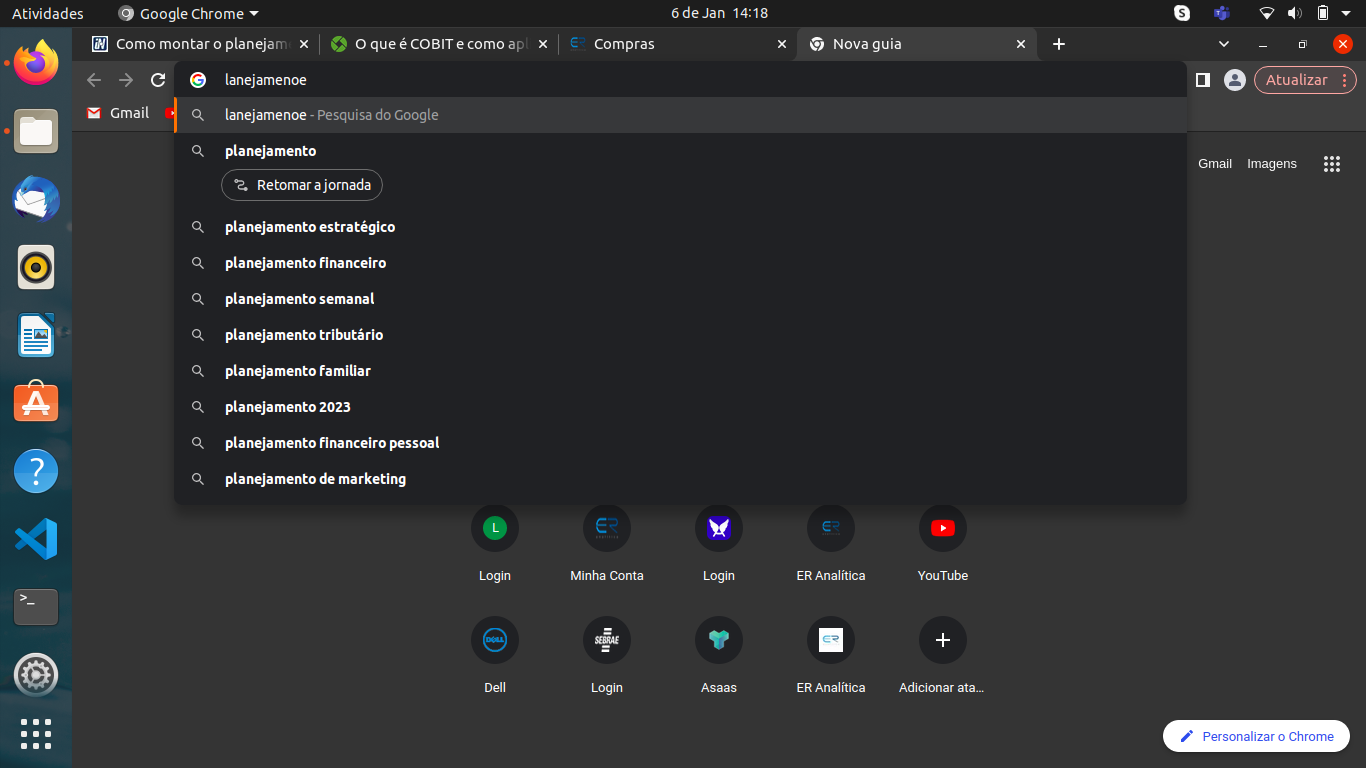 Atividades
Google Chrome
6 de Jan 14:18
Como montar o planejam
O que é COBIT e como apl
Compras
Nova guia
lanejamenoe
Atualizar
Gmail
lanejamenoe - Pesquisa do Google
planejamento
Retomar a jornada
Gmail
Imagens
planejamento estratégico
planejamento financeiro
planejamento semanal
planejamento tributário
planejamento familiar
planejamento 2023
planejamento financeiro pessoal
planejamento de marketing
L
Login
Minha Conta
Login
ER Analítica
YouTube
DELL
SEBRAE
Dell
Login
Asaas
ER Analítica
Adicionar ata...
Personalizar o Chrome